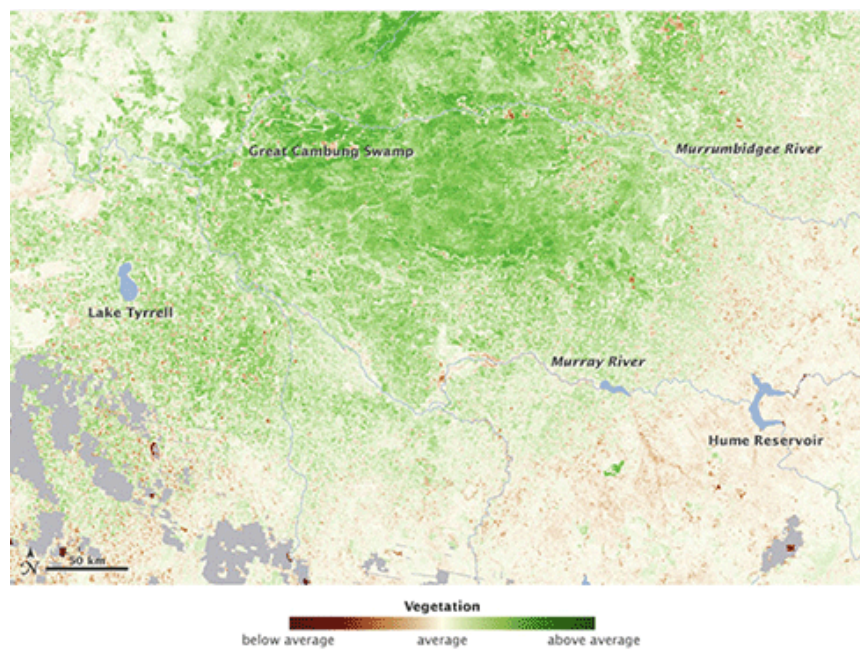 Great Cambung Swamp
Murrumbidgee River
Lake Tyrrell
Murray River
Hume Reservoir
N
50 km
Vegetation
below average average above average